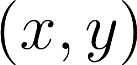 (x, y)